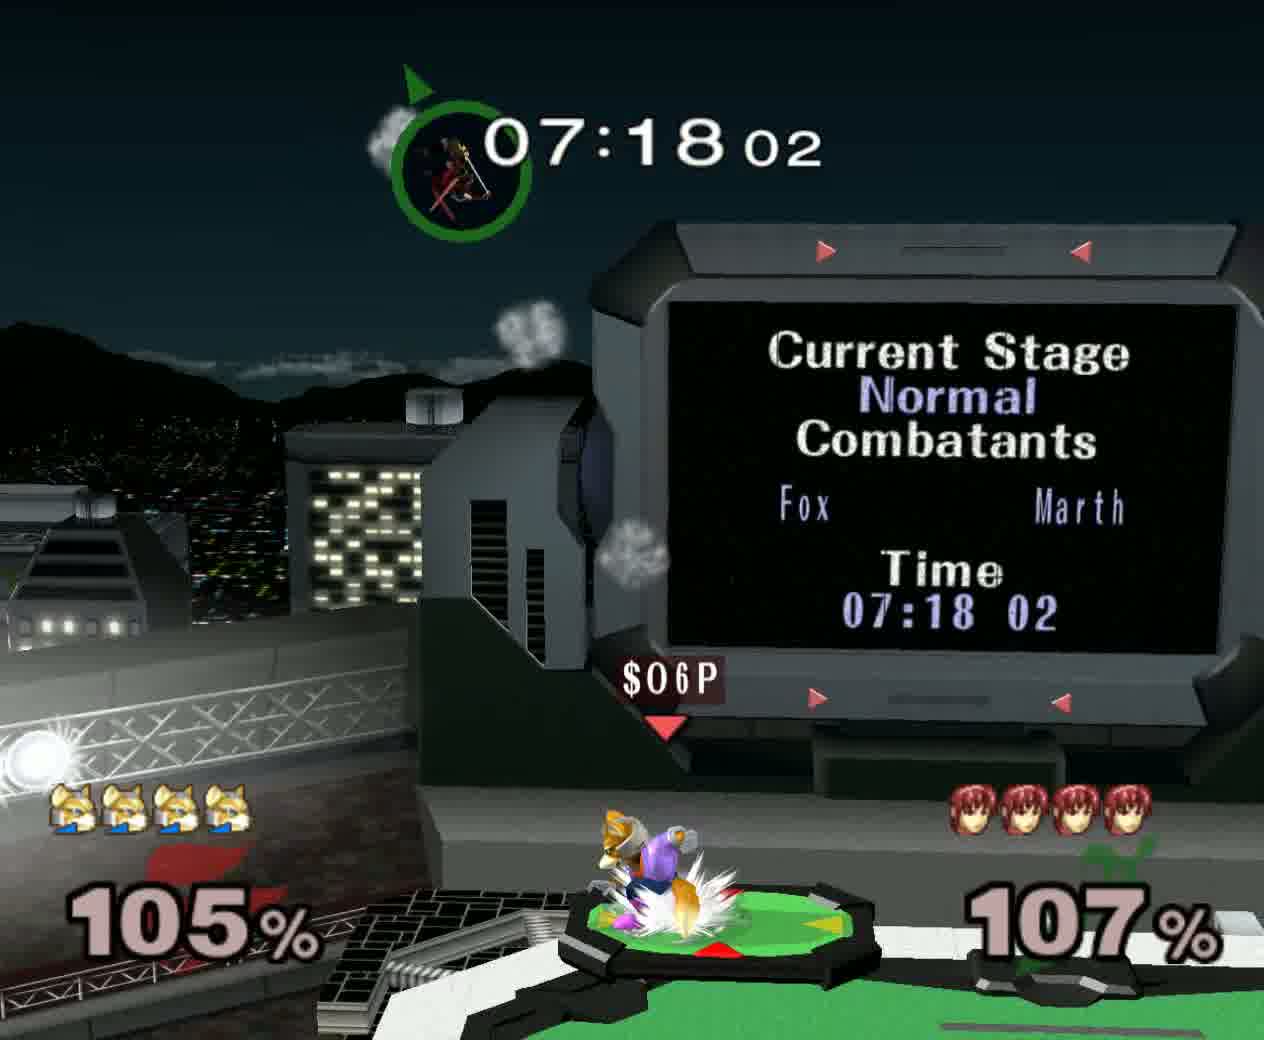 07:18 02
Current Stage
Normal
Combatants
Fox Marth
Time
07:18 02
$06P
105%
107%